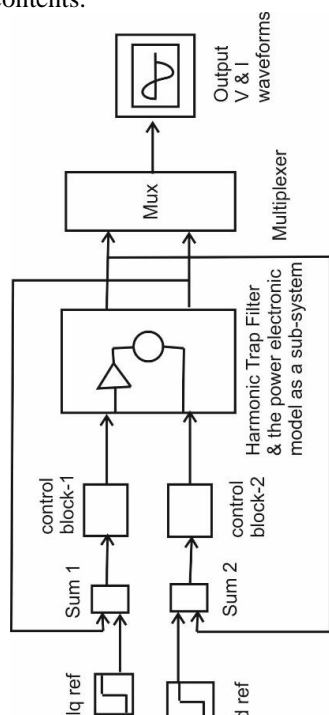 contents.
Output
V & I
waveforms
Mux
Multiplexer
Harmonic Trap Filter
& the power electronic
model as a sub-system
control
block-1
control
block-2
Sum 1
Sum 2
Iq ref
d ref